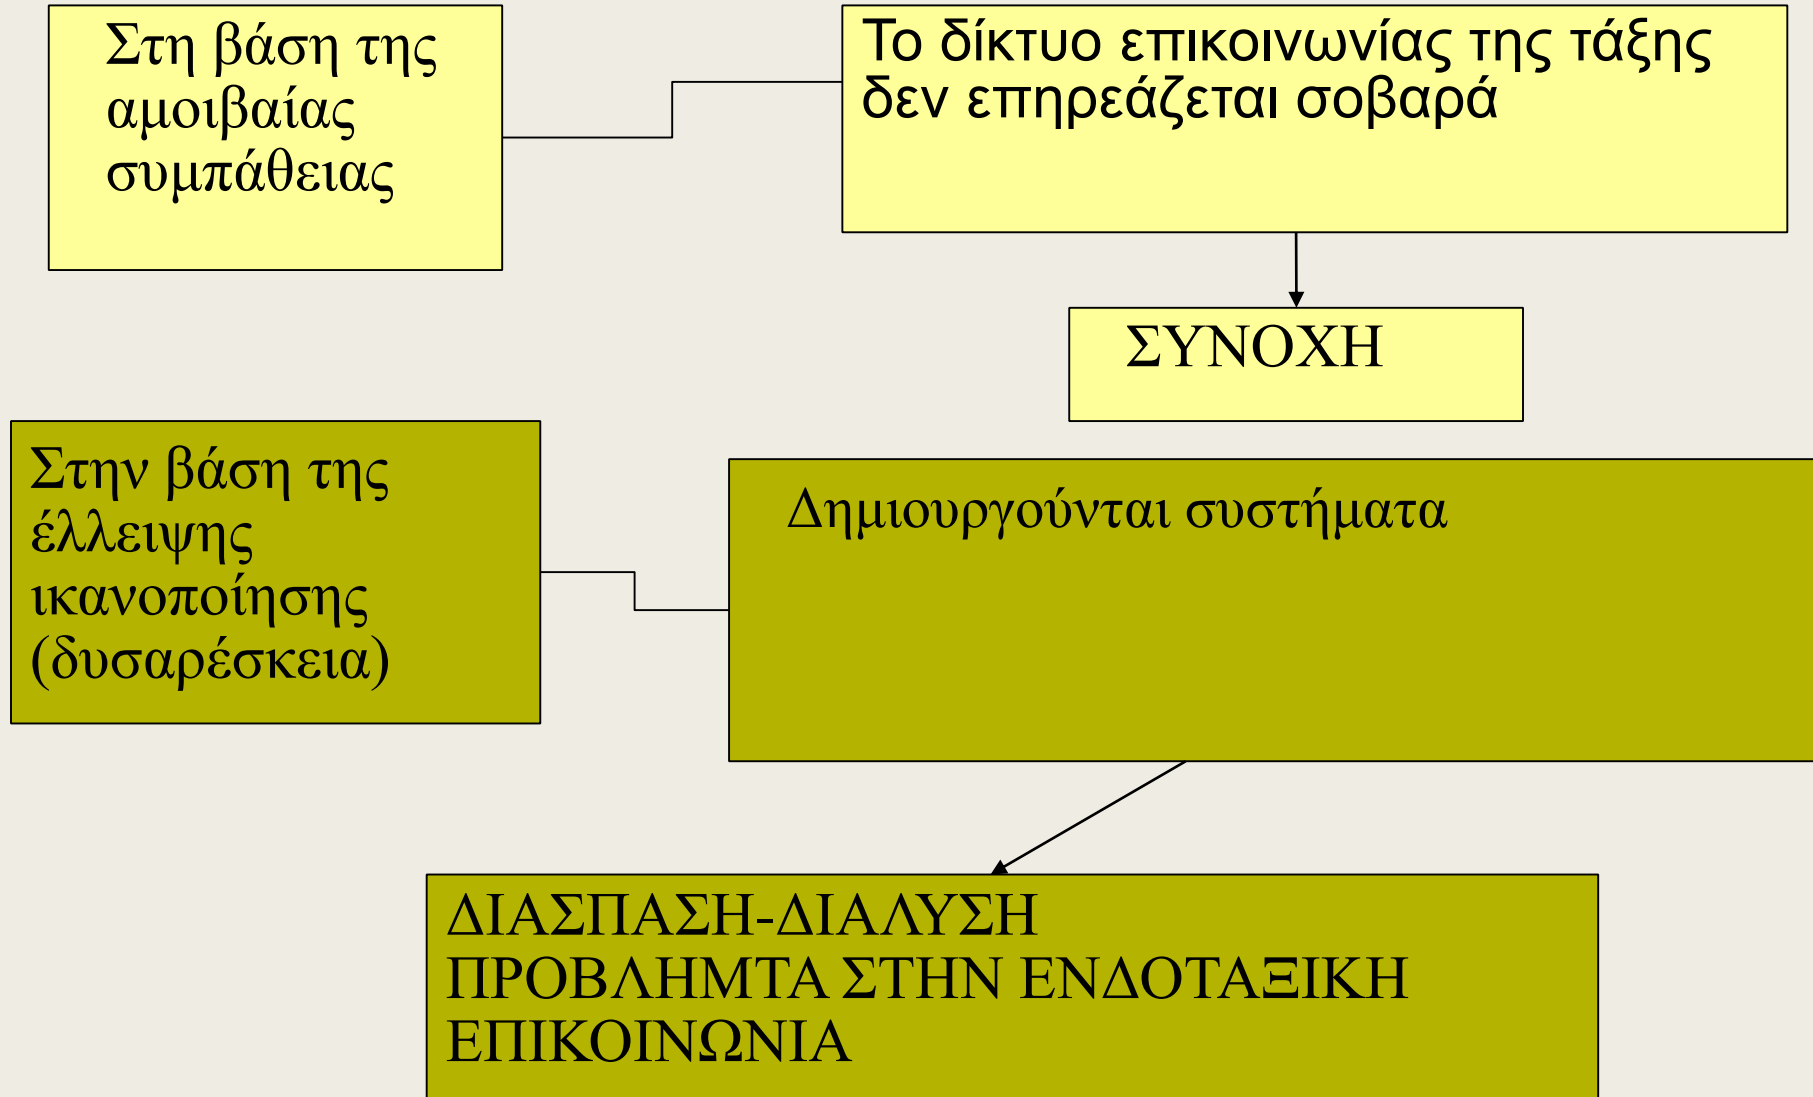 Στη βάση της
αμοιβαίας
συμπάθειας
Το δίκτυο επικοινωνίας της τάξης
δεν επηρεάζεται σοβαρά
ΣΥΝΟΧΗ
Στην βάση της
έλλειψης
ικανοποίησης
(δυσαρέσκεια)
Δημιουργούνται συστήματα
ΔΙΑΣΠΑΣΗ-ΔΙΑΛΥΣΗ
ΠΡΟΒΛΗΜΤΑ ΣΤΗΝ ΕΝΔΟΤΑΞΙΚΗ
ΕΠΙΚΟΙΝΩΝΙΑ